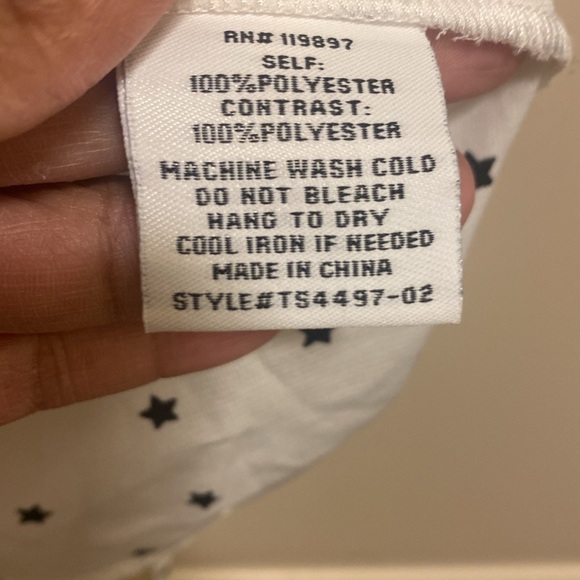 RN# 119897
SELF:
100%POLYESTER
CONTRAST:
100%POLYESTER
MACHINE WASH COLD
DO NOT BLEACH
HANG TO DRY
COOL IRON IF NEEDED
MADE IN CHINA
STYLE#TS4497-02